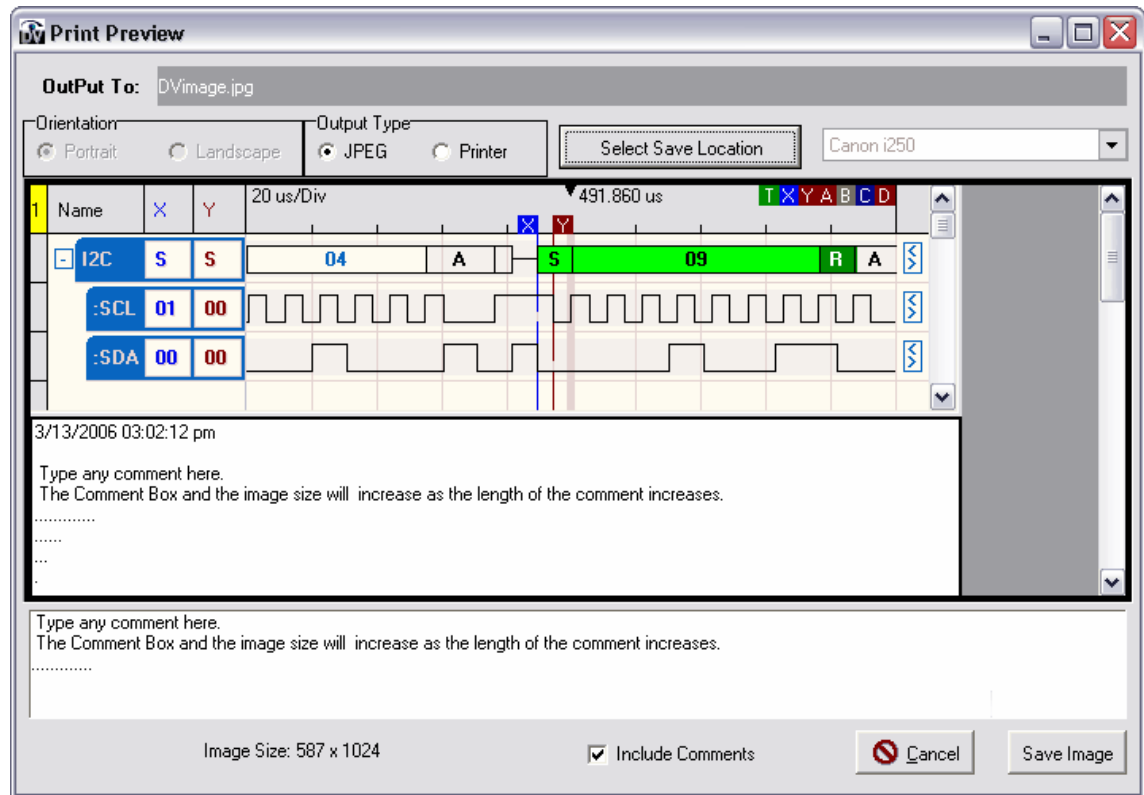 DV Print Preview
OutPut To: DVimage.jpg
Orientation
Portrait Landscape
Output Type
JPEG Printer
Select Save Location
Canon i250
1 Name X Y 20 us/Div 491.860 us T X Y A B C D
X Y
I2C S S 04 A S 09 R A
:SCL 01 00
:SDA 00 00
3/13/2006 03:02:12 pm
Type any comment here.
The Comment Box and the image size will increase as the length of the comment increases.
.............
......
...
.
Type any comment here.
The Comment Box and the image size will increase as the length of the comment increases.
.............
Image Size: 587 x 1024
Include Comments
Cancel
Save Image